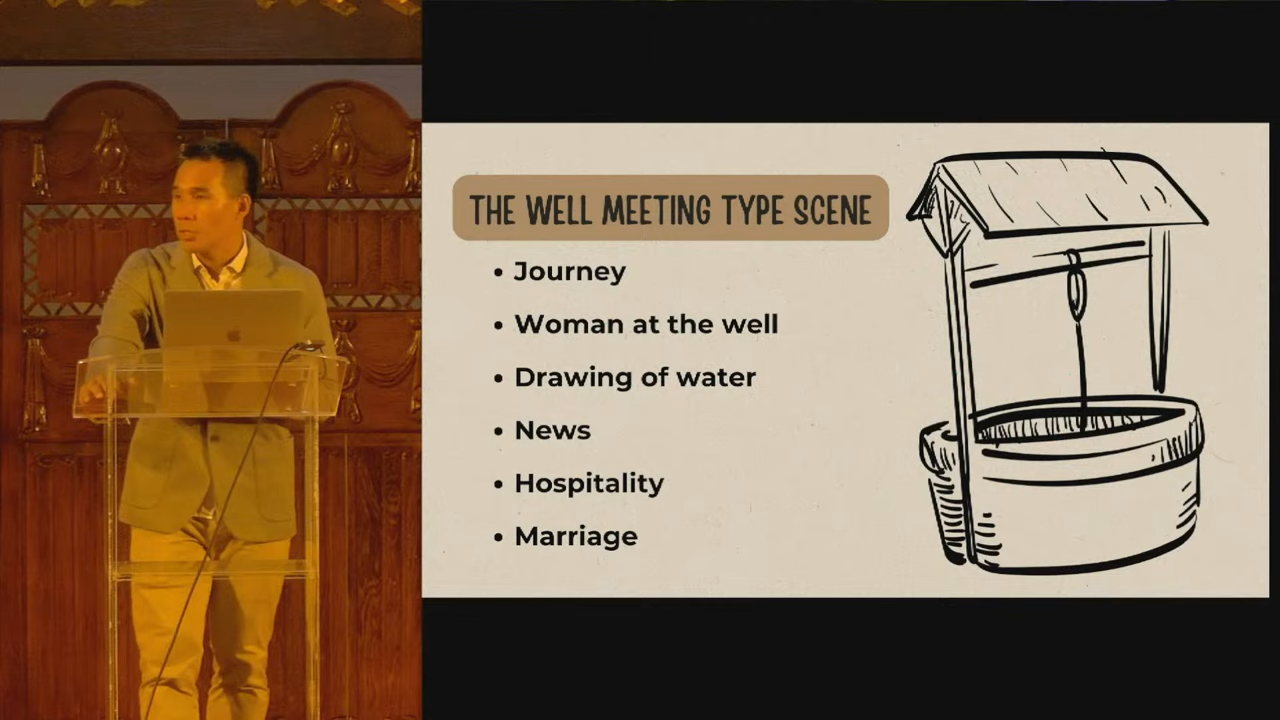 THE WELL MEETING TYPE SCENE
• Journey
• Woman at the well
• Drawing of water
• News
• Hospitality
• Marriage